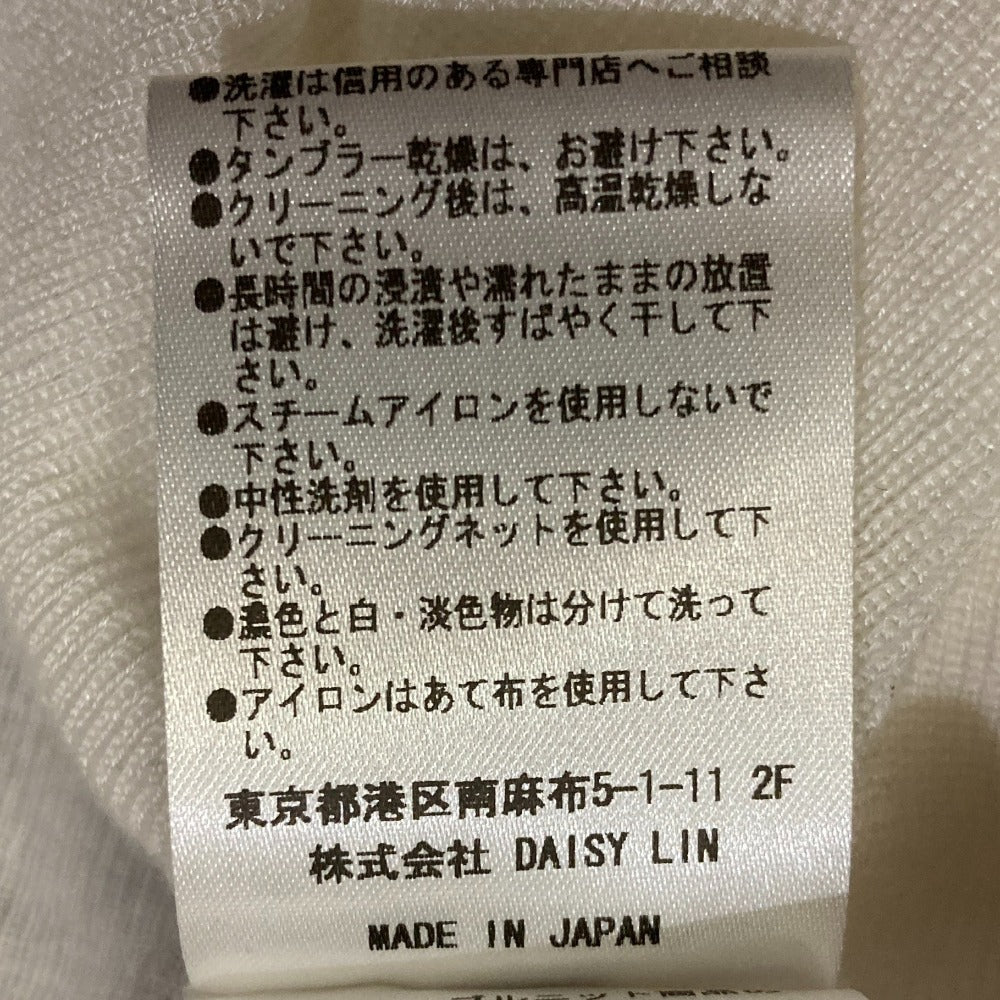 ●洗濯は信用のある専門店へご相談
下さい。
●タンブラー乾燥は、お避け下さい。
●クリーニング後は、高温乾燥しな
いで下さい。
●長時間の浸漬や濡れたままの放置
は避け、洗濯後すばやく干して下
さい。
●スチームアイロンを使用しないで
下さい。
●中性洗剤を使用して下さい。
●クリーニングネットを使用して下
さい。
●濃色と白・淡色物は分けて洗って
下さい。
●アイロンはあて布を使用して下さ
い。
東京都港区南麻布5-1-11 2F
株式会社 DAISY LIN
MADE IN JAPAN